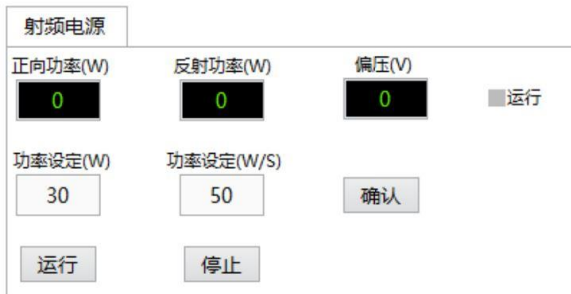 射频电源
正向功率(W) 反射功率(W) 偏压(V)
0 0 0 运行
功率设定(W) 功率设定(W/S)
30 50 确认
运行 停止